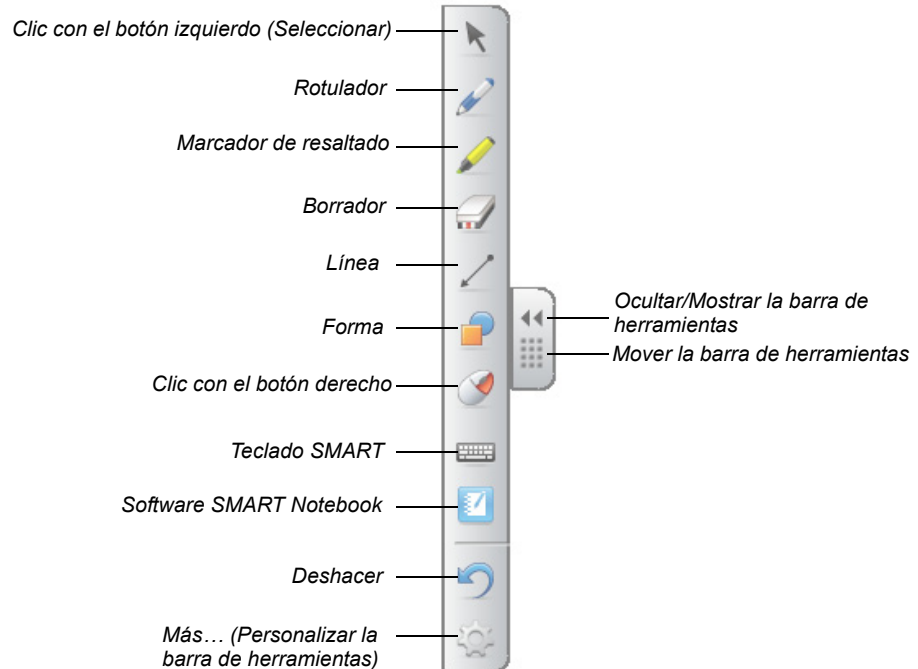 Clic con el botón izquierdo (Seleccionar)
Rotulador
Marcador de resaltado
Borrador
Línea
Forma
Clic con el botón derecho
Teclado SMART
Software SMART Notebook
Deshacer
Más… (Personalizar la
barra de herramientas)
Ocultar/Mostrar la barra de
herramientas
Mover la barra de herramientas